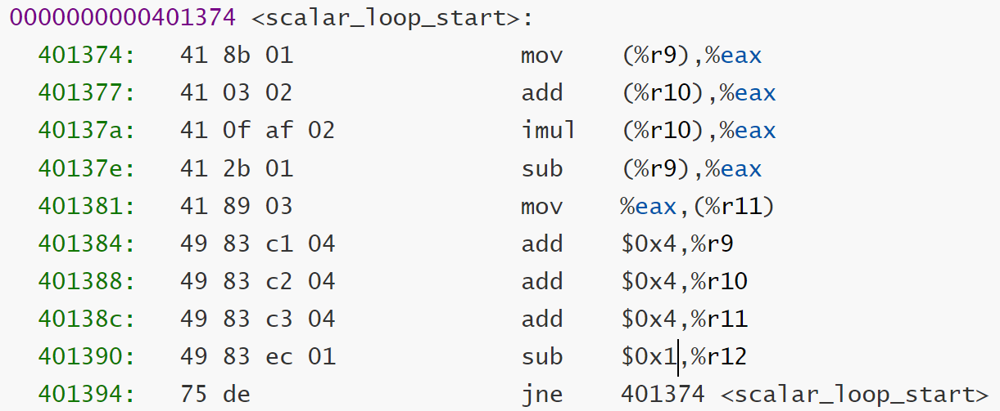 0000000000401374 <scalar_loop_start>:
401374: 41 8b 01 mov (%r9),%eax
401377: 41 03 02 add (%r10),%eax
40137a: 41 0f af 02 imul (%r10),%eax
40137e: 41 2b 01 sub (%r9),%eax
401381: 41 89 03 mov %eax,(%r11)
401384: 49 83 c1 04 add $0x4,%r9
401388: 49 83 c2 04 add $0x4,%r10
40138c: 49 83 c3 04 add $0x4,%r11
401390: 49 83 ec 01 sub $0x1,%r12
401394: 75 de jne 401374 <scalar_loop_start>